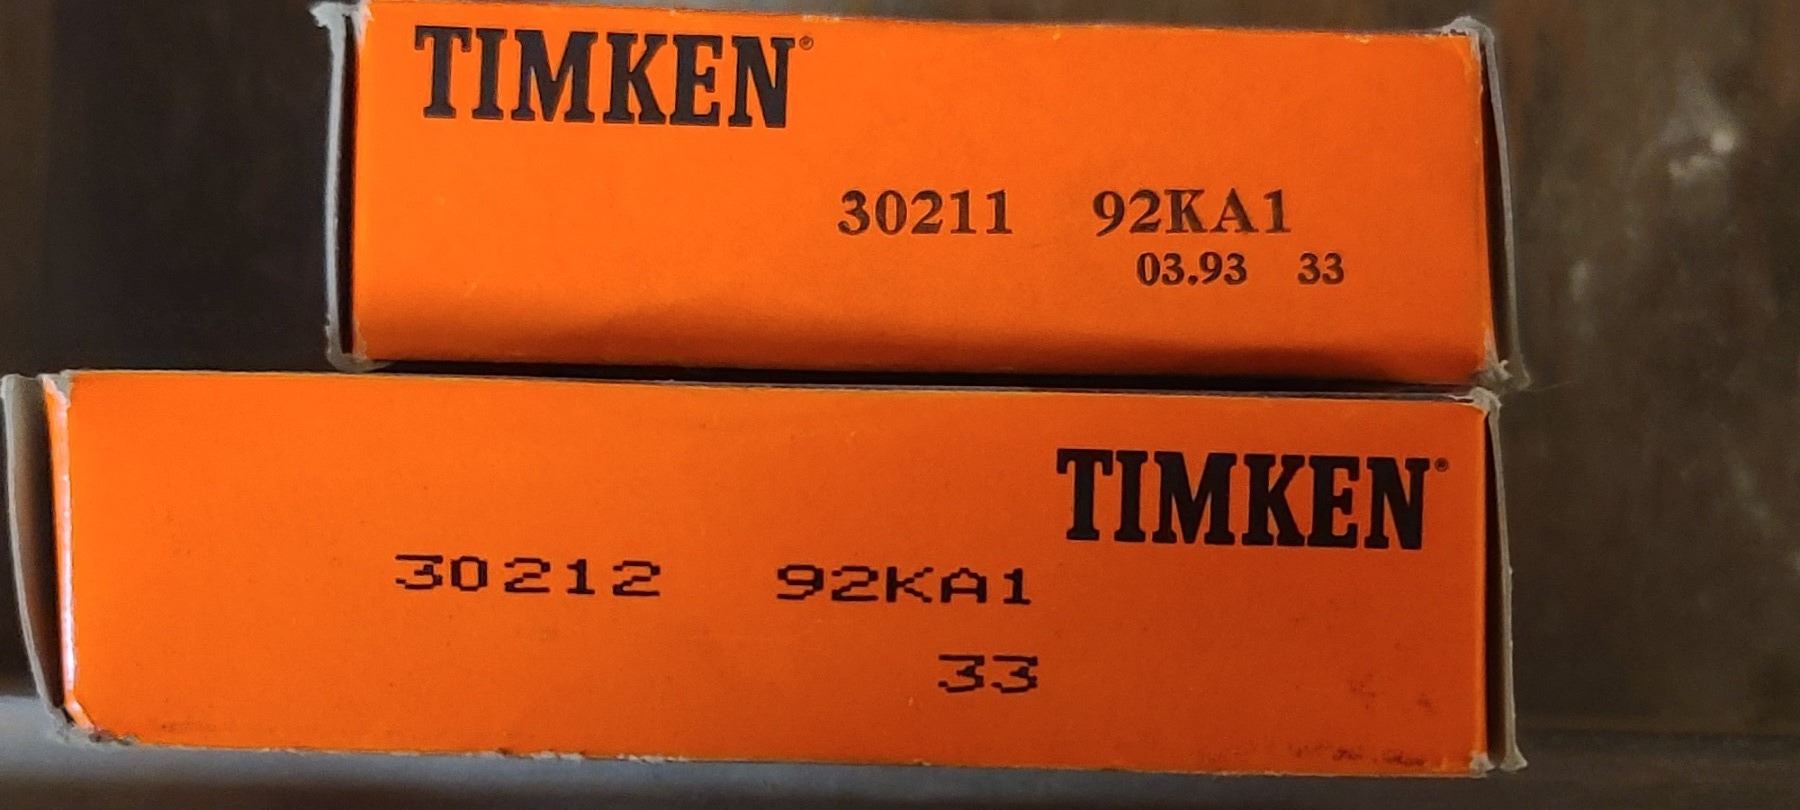 TIMKEN®
30211 92KA1
03.93 33
TIMKEN®
30212 92KA1
33